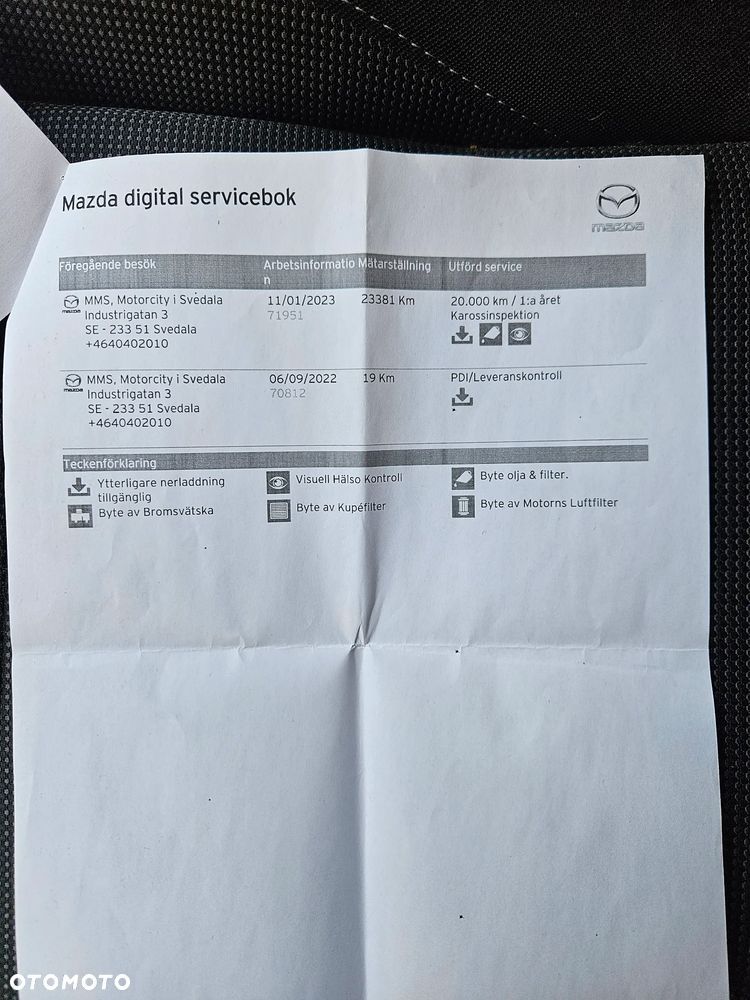 Mazda digital servicebok
mazda
Föregående besök Arbetsinformatio Mätarställning Utförd service
n
MMS, Motorcity i Svedala 11/01/2023 23381 Km 20.000 km / 1:a året
Industrigatan 3 71951 Karossinspektion
SE - 233 51 Svedala
+4640402010
MMS, Motorcity i Svedala 06/09/2022 19 Km PDI/Leveranskontroll
Industrigatan 3 70812
SE - 233 51 Svedala
+4640402010
Teckenförklaring
Ytterligare nerladdning Visuell Hälso Kontroll Byte olja & filter.
tillgänglig
Byte av Bromsvätska Byte av Kupéfilter Byte av Motorns Luftfilter
OTOMOTO